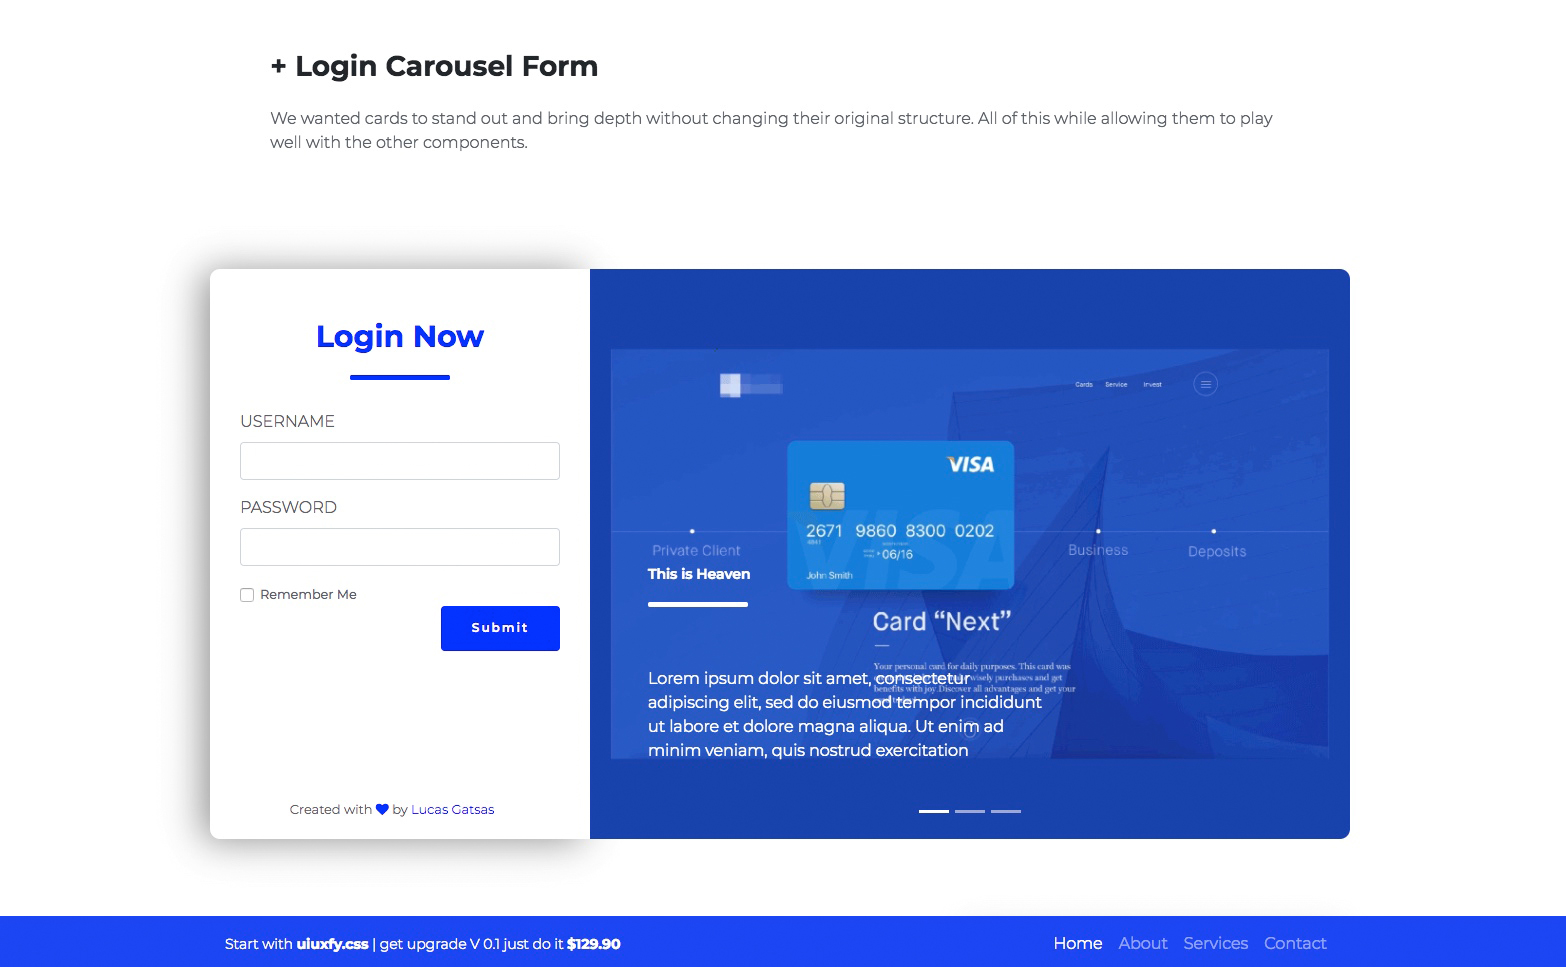 + Login Carousel Form
We wanted cards to stand out and bring depth without changing their original structure. All of this while allowing them to play
well with the other components.
Login Now
USERNAME
PASSWORD
Remember Me
Submit
Created with by Lucas Gatsas
Cards Service Invest
VISA
2671 9860 8300 0202
06/16
John Smith
Private Client
Business
Deposits
This is Heaven
Card “Next”
Your personal card for daily purposes. This card was
wisely purchases and get
benefits with joy.Discover all advantages and get your
Lorem ipsum dolor sit amet, consectetur
adipiscing elit, sed do eiusmod tempor incididunt
ut labore et dolore magna aliqua. Ut enim ad
minim veniam, quis nostrud exercitation
Start with uiuxfy.css | get upgrade V 0.1 just do it $129.90
Home About Services Contact